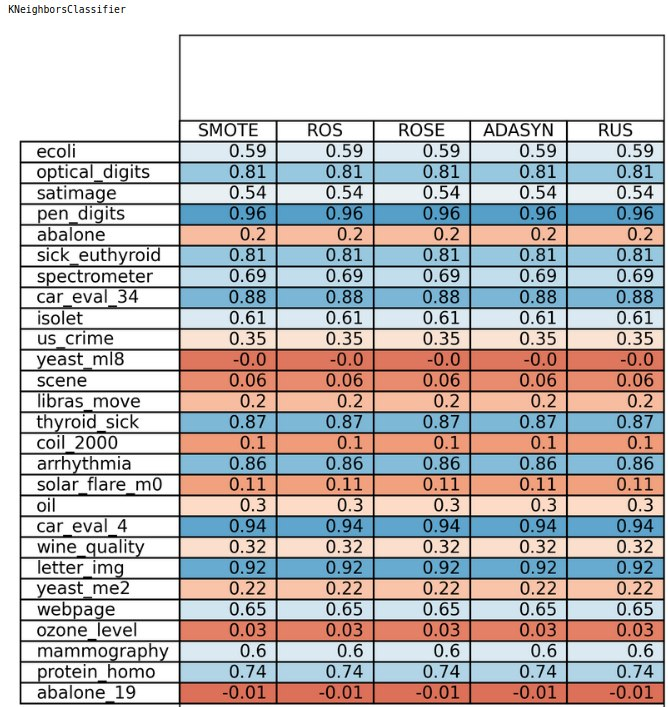 KNeighborsClassifier
SMOTE ROS ROSE ADASYN RUS
ecoli 0.59 0.59 0.59 0.59 0.59
optical_digits 0.81 0.81 0.81 0.81 0.81
satimage 0.54 0.54 0.54 0.54 0.54
pen_digits 0.96 0.96 0.96 0.96 0.96
abalone 0.2 0.2 0.2 0.2 0.2
sick_euthyroid 0.81 0.81 0.81 0.81 0.81
spectrometer 0.69 0.69 0.69 0.69 0.69
car_eval_34 0.88 0.88 0.88 0.88 0.88
isolet 0.61 0.61 0.61 0.61 0.61
us_crime 0.35 0.35 0.35 0.35 0.35
yeast_ml8 -0.0 -0.0 -0.0 -0.0 -0.0
scene 0.06 0.06 0.06 0.06 0.06
libras_move 0.2 0.2 0.2 0.2 0.2
thyroid_sick 0.87 0.87 0.87 0.87 0.87
coil_2000 0.1 0.1 0.1 0.1 0.1
arrhythmia 0.86 0.86 0.86 0.86 0.86
solar_flare_m0 0.11 0.11 0.11 0.11 0.11
oil 0.3 0.3 0.3 0.3 0.3
car_eval_4 0.94 0.94 0.94 0.94 0.94
wine_quality 0.32 0.32 0.32 0.32 0.32
letter_img 0.92 0.92 0.92 0.92 0.92
yeast_me2 0.22 0.22 0.22 0.22 0.22
webpage 0.65 0.65 0.65 0.65 0.65
ozone_level 0.03 0.03 0.03 0.03 0.03
mammography 0.6 0.6 0.6 0.6 0.6
protein_homo 0.74 0.74 0.74 0.74 0.74
abalone_19 -0.01 -0.01 -0.01 -0.01 -0.01